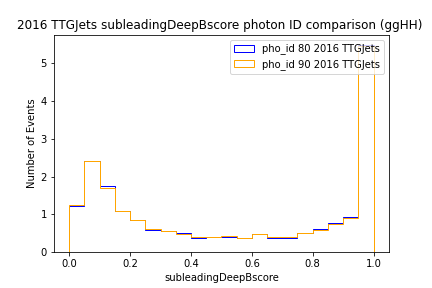 2016 TTGJets subleadingDeepBscore photon ID comparison (ggHH)
pho_id 80 2016 TTGJets
pho_id 90 2016 TTGJets
Number of Events
5
4
3
2
1
0
0.0 0.2 0.4 0.6 0.8 1.0
subleadingDeepBscore